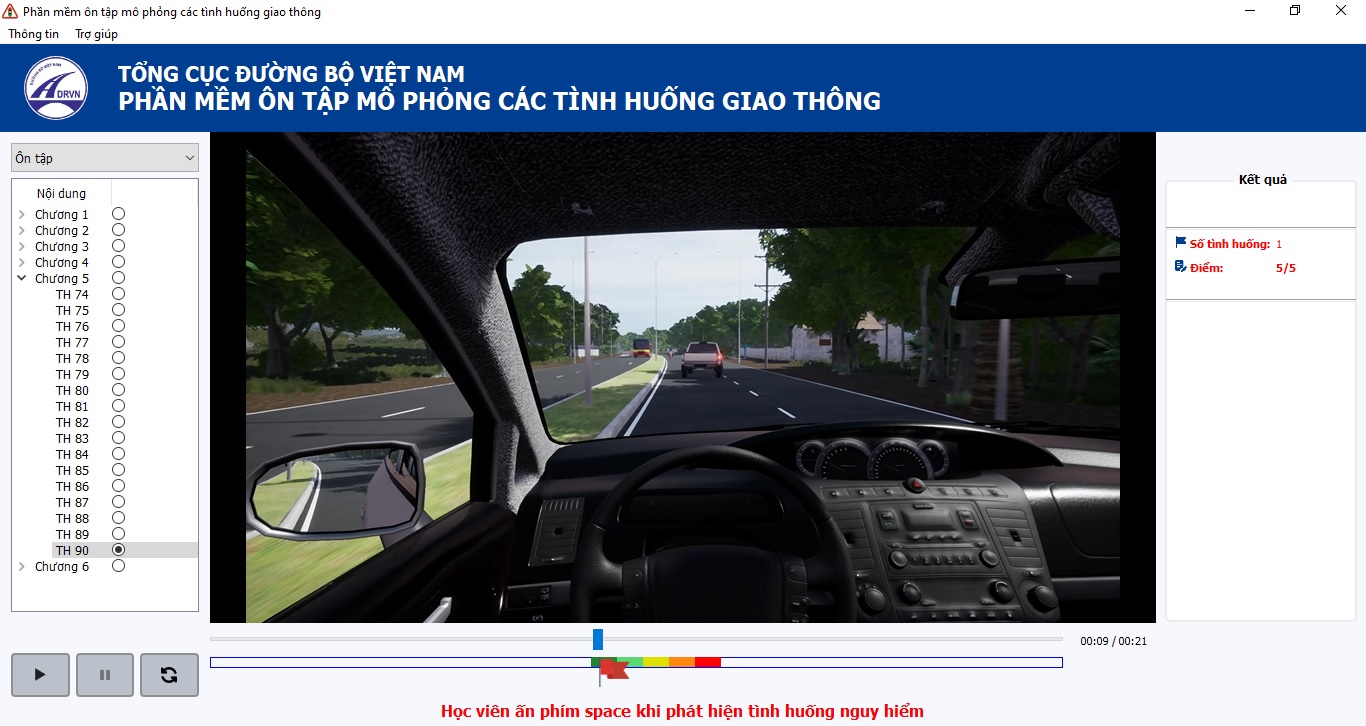 Phần mềm ôn tập mô phỏng các tình huống giao thông
Thông tin Trợ giúp
ĐƯỜNG BỘ VIỆT NAM
DRVN
TỔNG CỤC ĐƯỜNG BỘ VIỆT NAM
PHẦN MỀM ÔN TẬP MÔ PHỎNG CÁC TÌNH HUỐNG GIAO THÔNG
Ôn tập
Nội dung
Chương 1
Chương 2
Chương 3
Chương 4
Chương 5
TH 74
TH 75
TH 76
TH 77
TH 78
TH 79
TH 80
TH 81
TH 82
TH 83
TH 84
TH 85
TH 86
TH 87
TH 88
TH 89
TH 90
Chương 6
Kết quả
Số tình huống: 1
Điểm: 5/5
00:09 / 00:21
Học viên ấn phím space khi phát hiện tình huống nguy hiểm